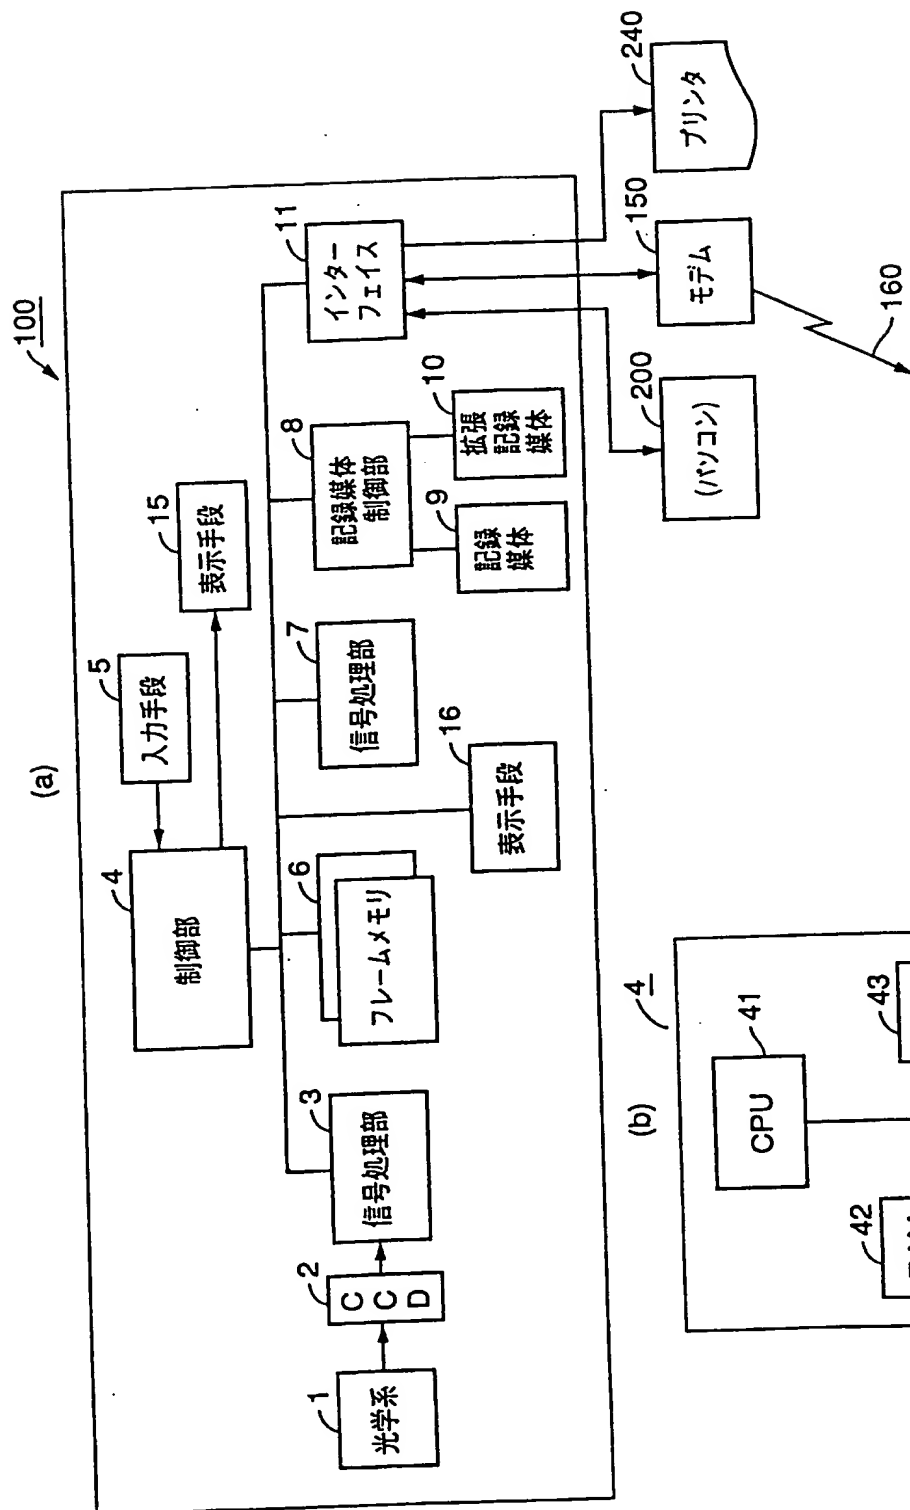 (a)
100
4
制御部
5
入力手段
15
表示手段
1
光学系
2
CCD
3
信号処理部
6
フレームメモリ
16
表示手段
7
信号処理部
8
記録媒体
制御部
9
記録
媒体
10
拡張
記録
媒体
11
インター
フェイス
200
(パソコン)
150
モデム
240
プリンタ
160
(b)
4
41
CPU
42
43